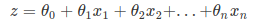 z = θ₀ + θ₁x₁ + θ₂x₂+. . . +θₙxₙ